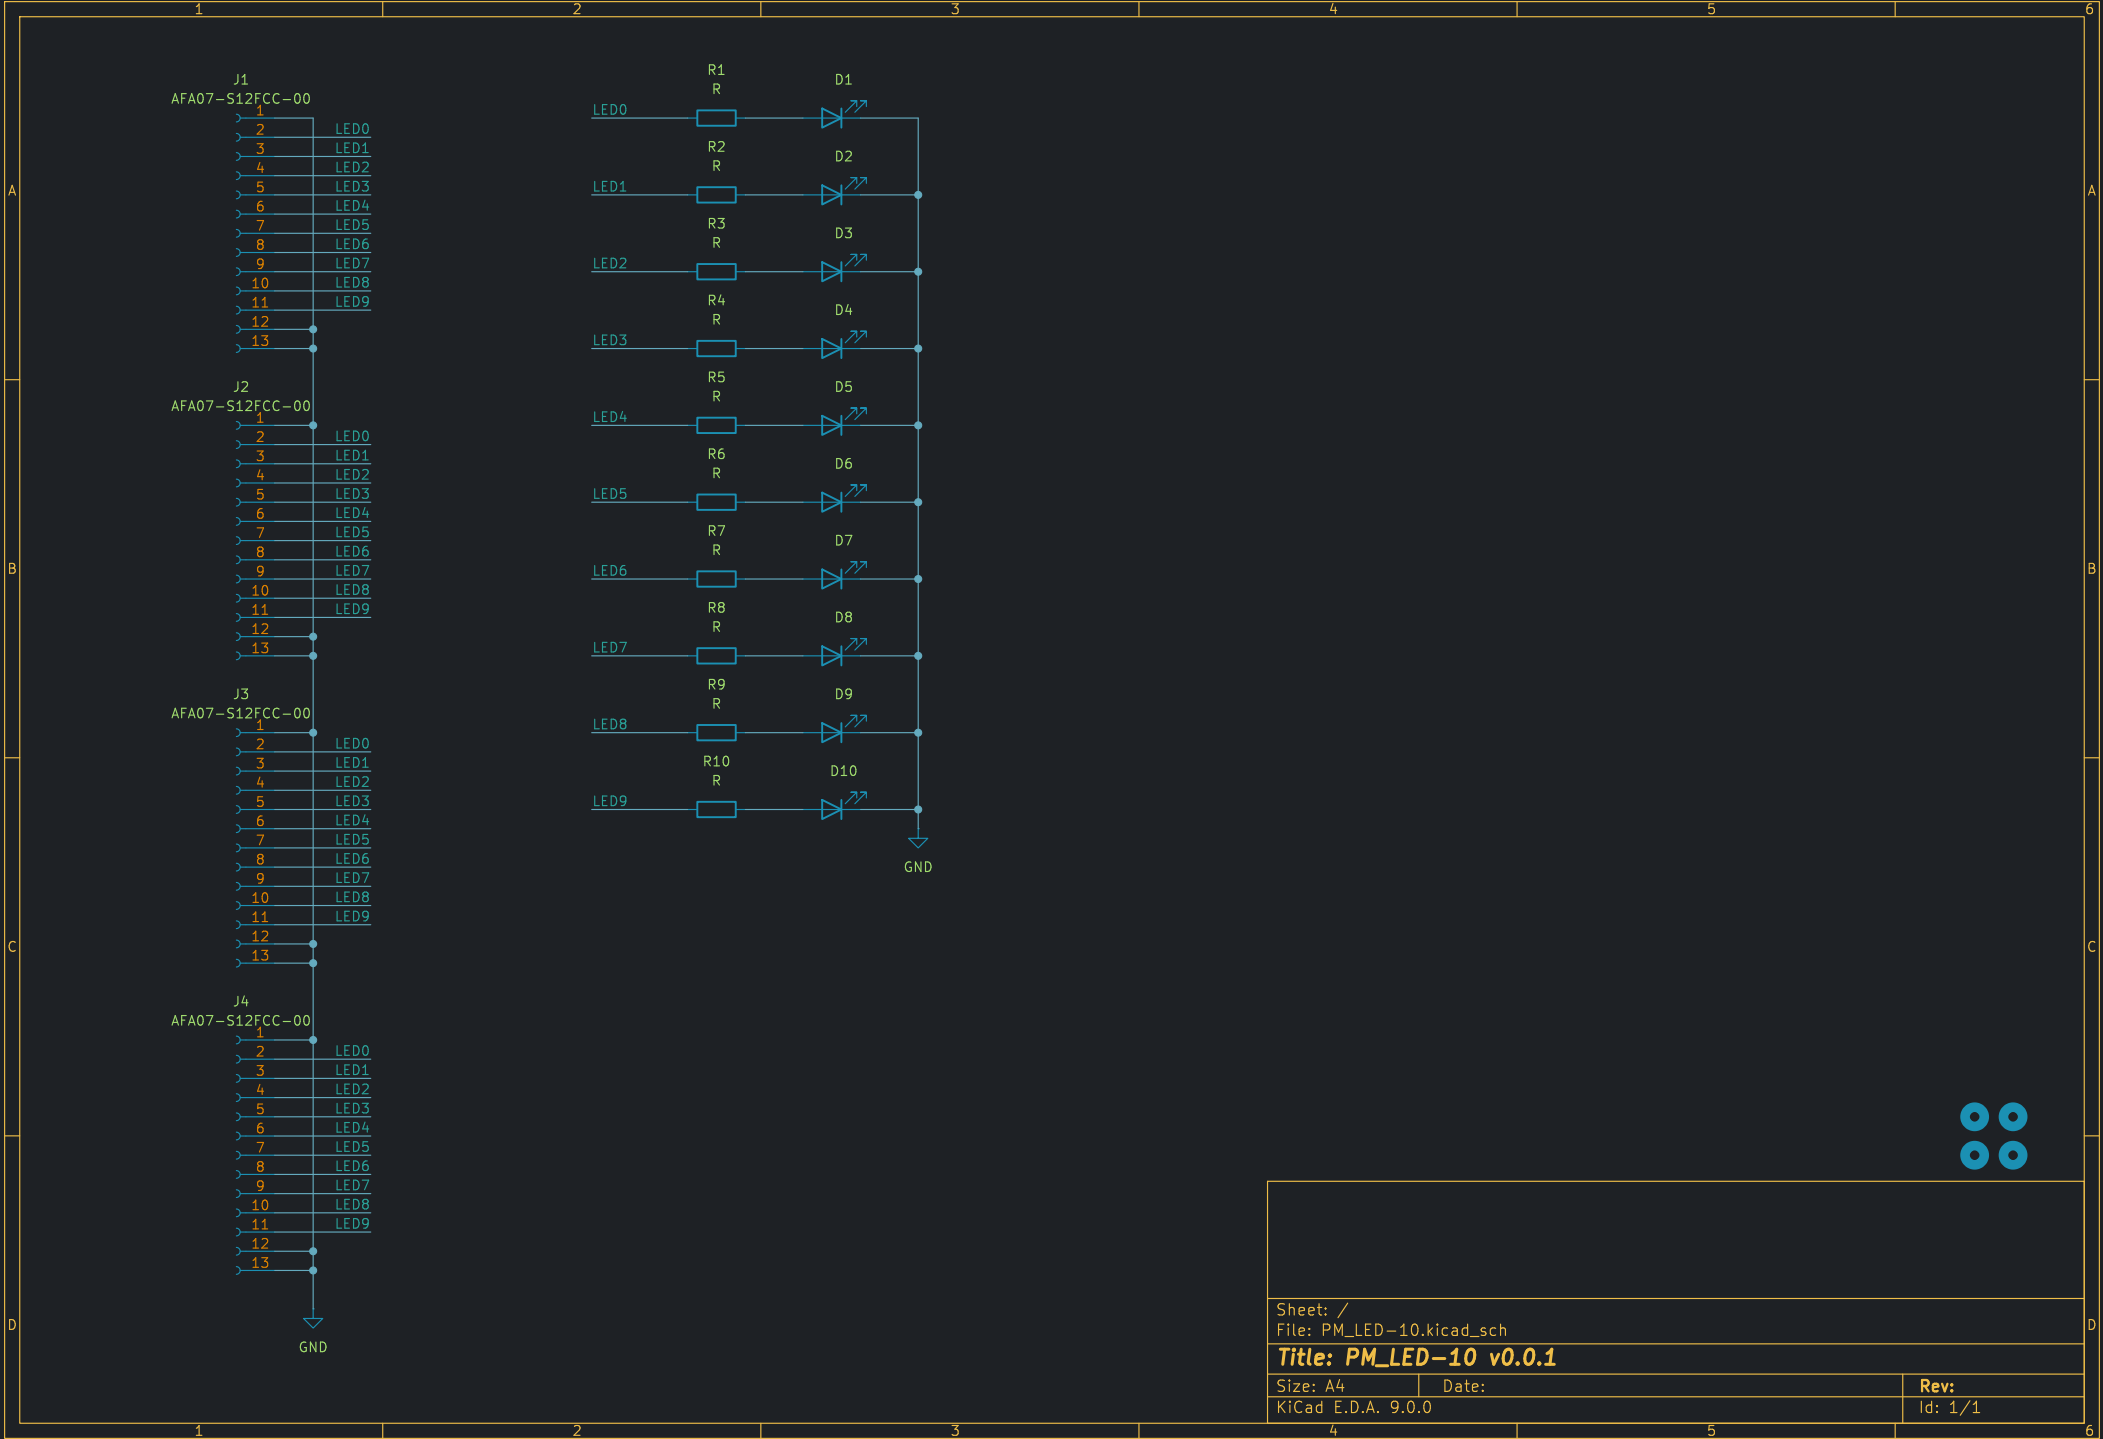 1 2 3 4 5 6
A A
B B
C C
D D
J1
AFA07-S12FCC-00
1
2 LED0
3 LED1
4 LED2
5 LED3
6 LED4
7 LED5
8 LED6
9 LED7
10 LED8
11 LED9
12
13
J2
AFA07-S12FCC-00
1
2 LED0
3 LED1
4 LED2
5 LED3
6 LED4
7 LED5
8 LED6
9 LED7
10 LED8
11 LED9
12
13
J3
AFA07-S12FCC-00
1
2 LED0
3 LED1
4 LED2
5 LED3
6 LED4
7 LED5
8 LED6
9 LED7
10 LED8
11 LED9
12
13
J4
AFA07-S12FCC-00
1
2 LED0
3 LED1
4 LED2
5 LED3
6 LED4
7 LED5
8 LED6
9 LED7
10 LED8
11 LED9
12
13
GND
R1 D1
R
LED0
R2 D2
R
LED1
R3 D3
R
LED2
R4 D4
R
LED3
R5 D5
R
LED4
R6 D6
R
LED5
R7 D7
R
LED6
R8 D8
R
LED7
R9 D9
R
LED8
R10 D10
R
LED9
GND
Sheet: /
File: PM_LED-10.kicad_sch
Title: PM_LED-10 v0.0.1
Size: A4 Date: Rev:
KiCad E.D.A. 9.0.0 Id: 1/1
1 2 3 4 5 6